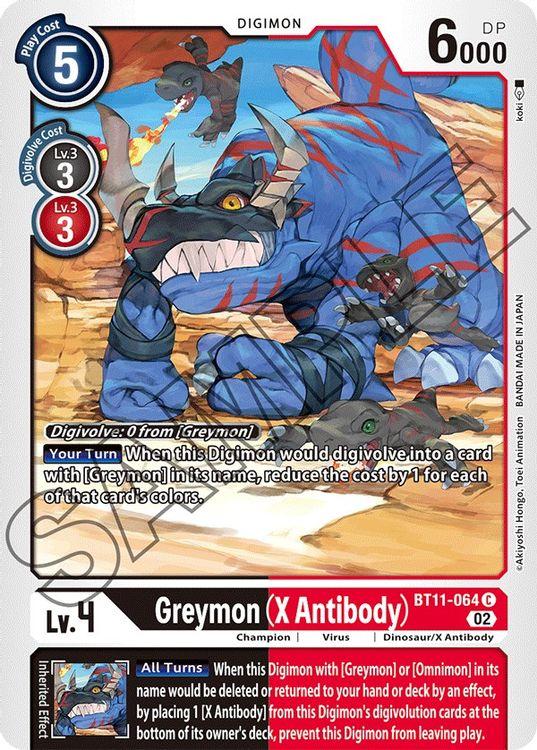 DIGIMON
Play Cost
5
6000
DP
Digivolve Cost
Lv.3
3
Lv.3
3
koki
SAMPLE
Digivolve: 0 from [Greymon]
Your Turn When this Digimon would digivolve into a card
with [Greymon] in its name, reduce the cost by 1 for each
of that card's colors.
©Akiyoshi Hongo, Toei Animation BANDAI MADE IN JAPAN
Lv.4
Greymon (X Antibody)
BT11-064 C
02
Champion | Virus | Dinosaur/X Antibody
Inherited Effect
All Turns When this Digimon with [Greymon] or [Omnimon] in its
name would be deleted or returned to your hand or deck by an effect,
by placing 1 [X Antibody] from this Digimon's digivolution cards at the
bottom of its owner's deck, prevent this Digimon from leaving play.